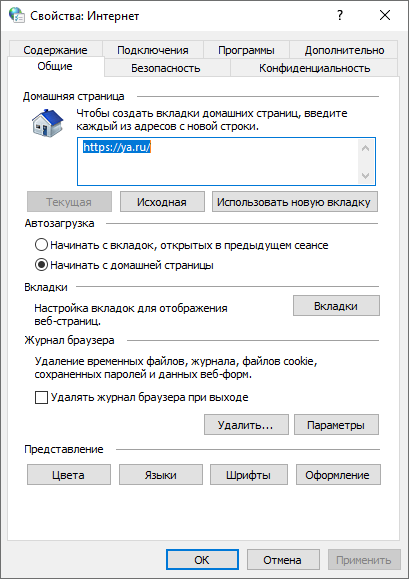 Свойства: Интернет
?
Содержание
Подключения
Программы
Дополнительно
Общие
Безопасность
Конфиденциальность
Домашняя страница
Чтобы создать вкладки домашних страниц, введите
каждый из адресов с новой строки.
https://ya.ru/
Текущая
Исходная
Использовать новую вкладку
Автозагрузка
Начинать с вкладок, открытых в предыдущем сеансе
Начинать с домашней страницы
Вкладки
Настройка вкладок для отображения
веб-страниц.
Вкладки
Журнал браузера
Удаление временных файлов, журнала, файлов cookie,
сохраненных паролей и данных веб-форм.
Удалять журнал браузера при выходе
Удалить...
Параметры
Представление
Цвета
Языки
Шрифты
Оформление
ОК
Отмена
Применить